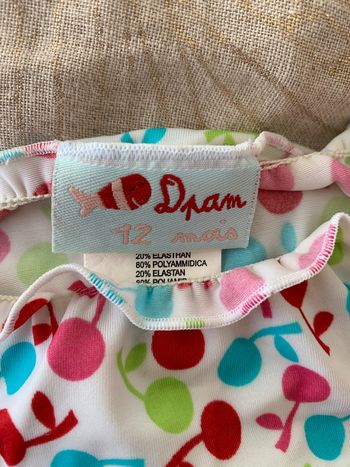 Dpam
12 mois
20% ELASTHAN
80% POLYAMMIDICA
20% ELASTAN